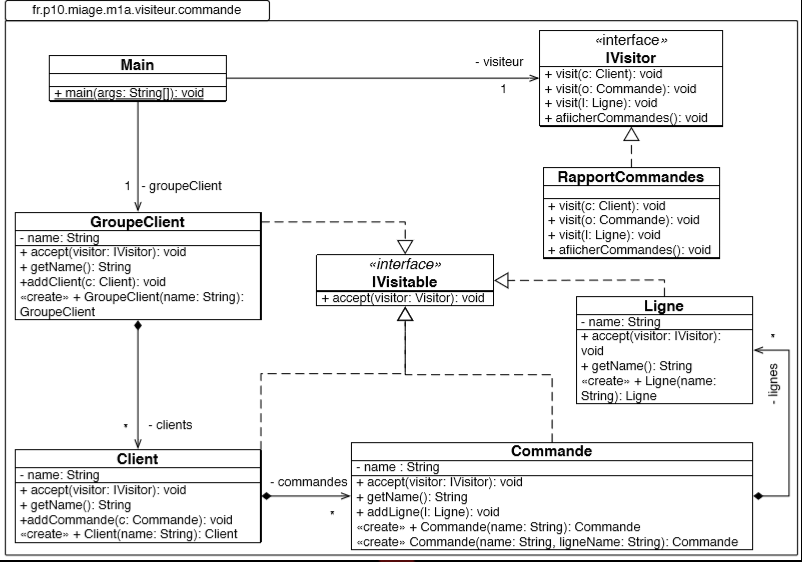 fr.p10.miage.m1a.visiteur.commande
Main
+ main(args: String[]): void
- visiteur
1
«interface»
IVisitor
+ visit(c: Client): void
+ visit(o: Commande): void
+ visit(l: Ligne): void
+ afiicherCommandes(): void
RapportCommandes
+ visit(c: Client): void
+ visit(o: Commande): void
+ visit(l: Ligne): void
+ afiicherCommandes(): void
1 - groupeClient
GroupeClient
- name: String
+ accept(visitor: IVisitor): void
+ getName(): String
+addClient(c: Client): void
«create» + GroupeClient(name: String):
GroupeClient
«interface»
IVisitable
+ accept(visitor: Visitor): void
Ligne
- name: String
+ accept(visitor: IVisitor):
void
+ getName(): String
«create» + Ligne(name:
String): Ligne
*
- lignes
* - clients
Client
- name: String
+ accept(visitor: IVisitor): void
+ getName(): String
+addCommande(c: Commande): void
«create» + Client(name: String): Client
- commandes
*
Commande
- name : String
+ accept(visitor: IVisitor): void
+ getName(): String
+ addLigne(l: Ligne): void
«create» + Commande(name: String): Commande
«create» Commande(name: String, ligneName: String): Commande